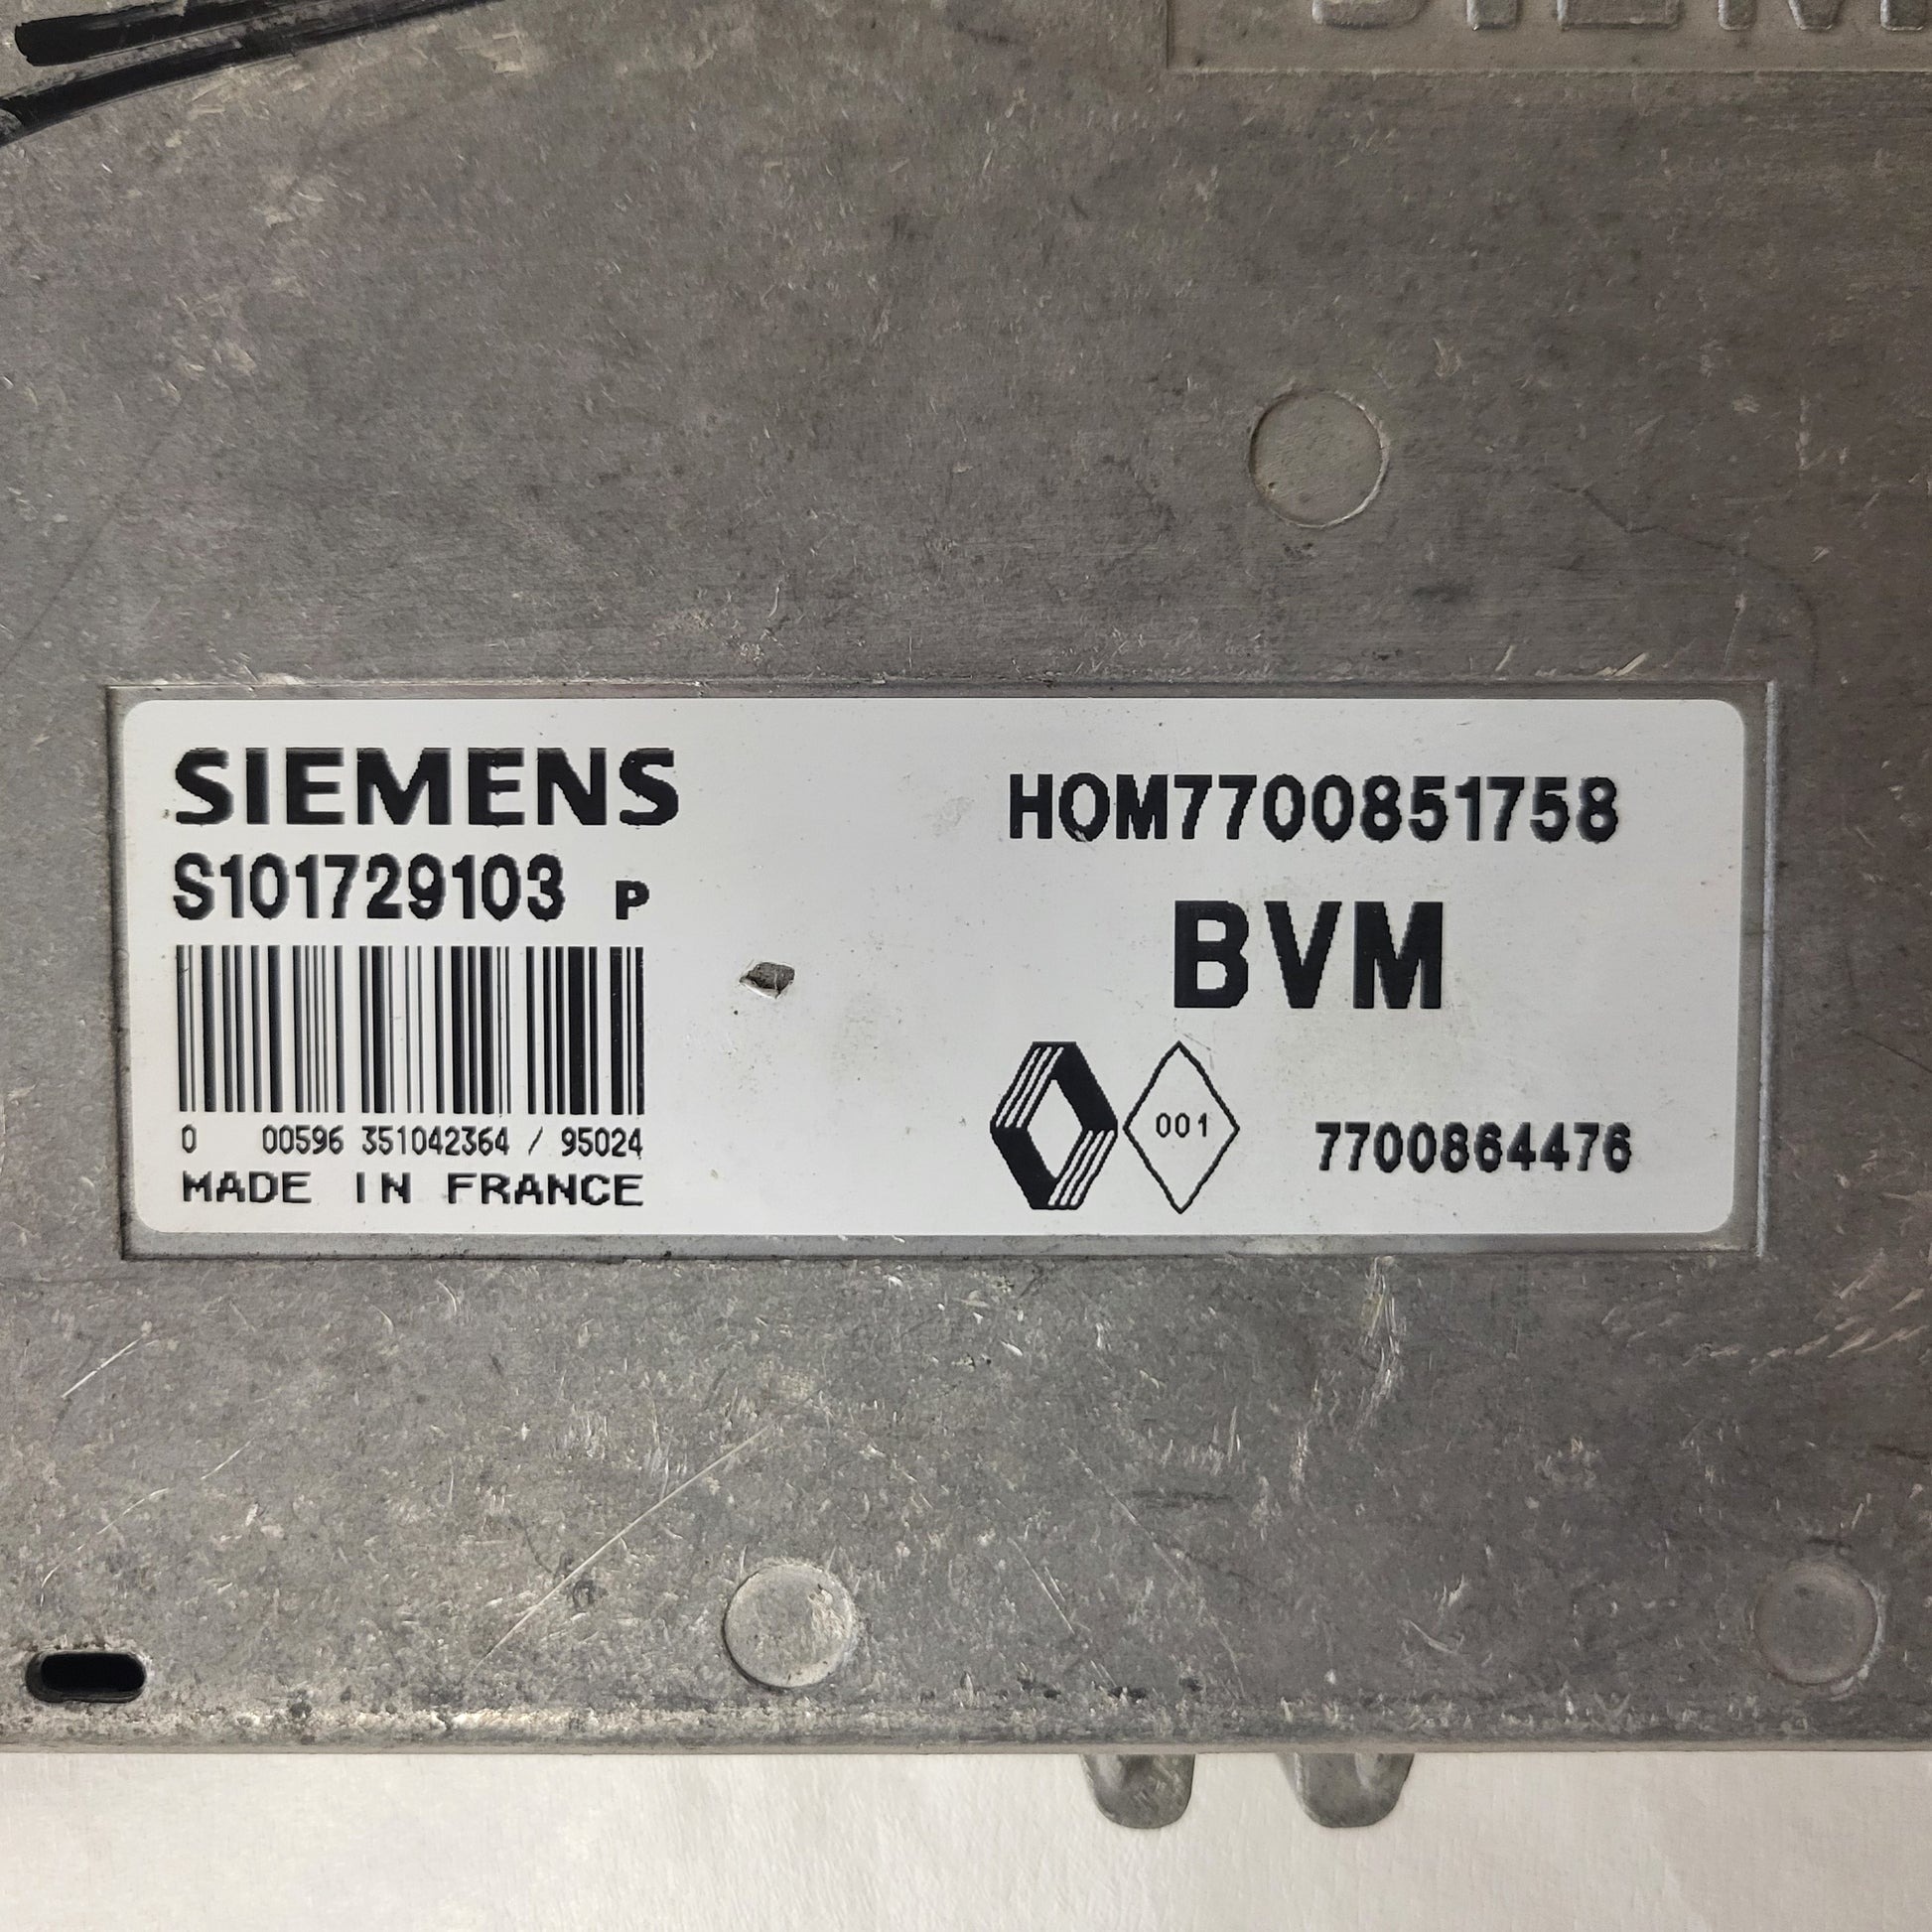 SIEMENS
S101729103 P
0 00596 351042364 / 95024
MADE IN FRANCE
HOM7700851758
BVM
001
7700864476